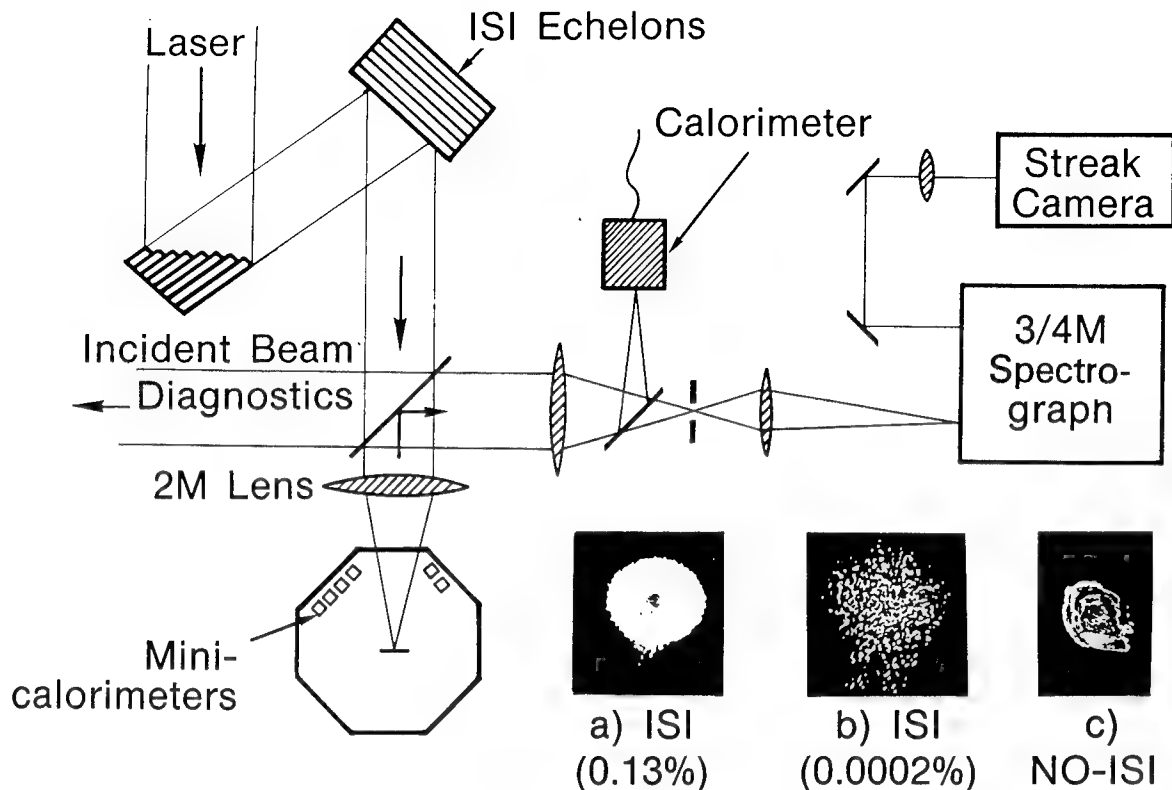 ISI Echelons
Laser
Calorimeter
Streak
Camera
3/4M
Spectro-
graph
Incident Beam
Diagnostics
2M Lens
Mini-
calorimeters
a) ISI
(0.13%)
b) ISI
(0.0002%)
c)
NO-ISI